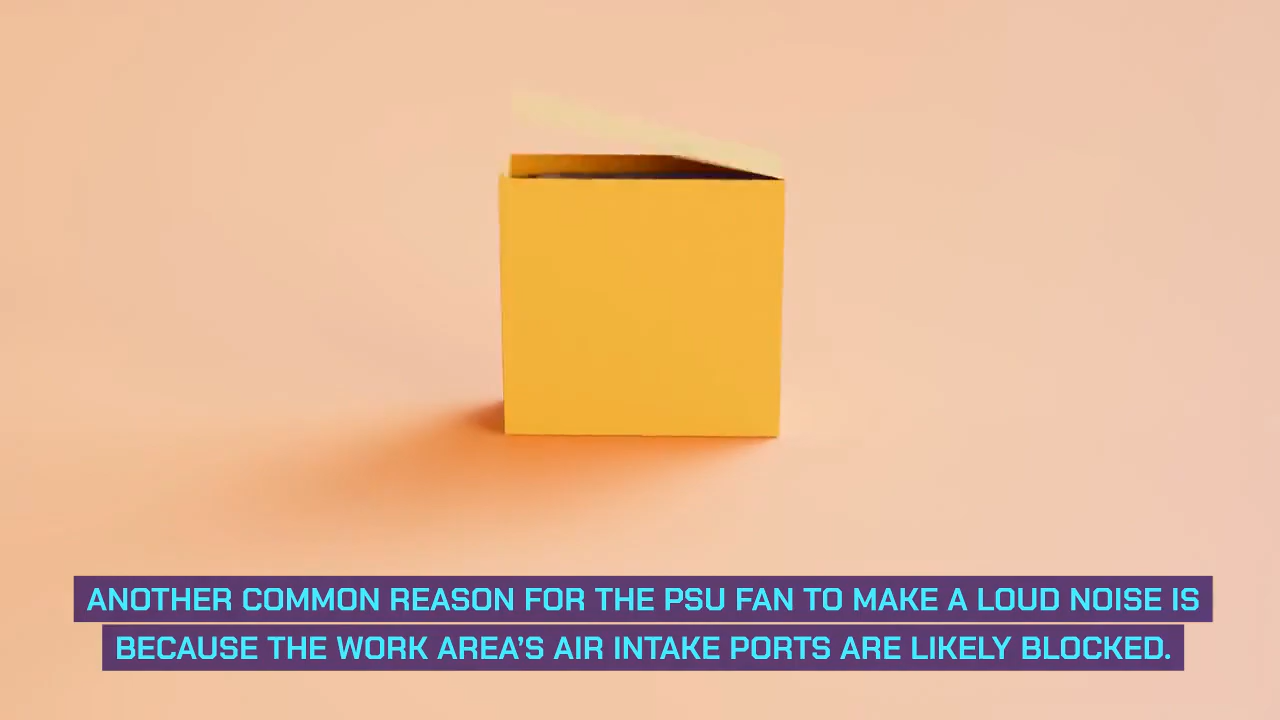 ANOTHER COMMON REASON FOR THE PSU FAN TO MAKE A LOUD NOISE IS
BECAUSE THE WORK AREA’S AIR INTAKE PORTS ARE LIKELY BLOCKED.